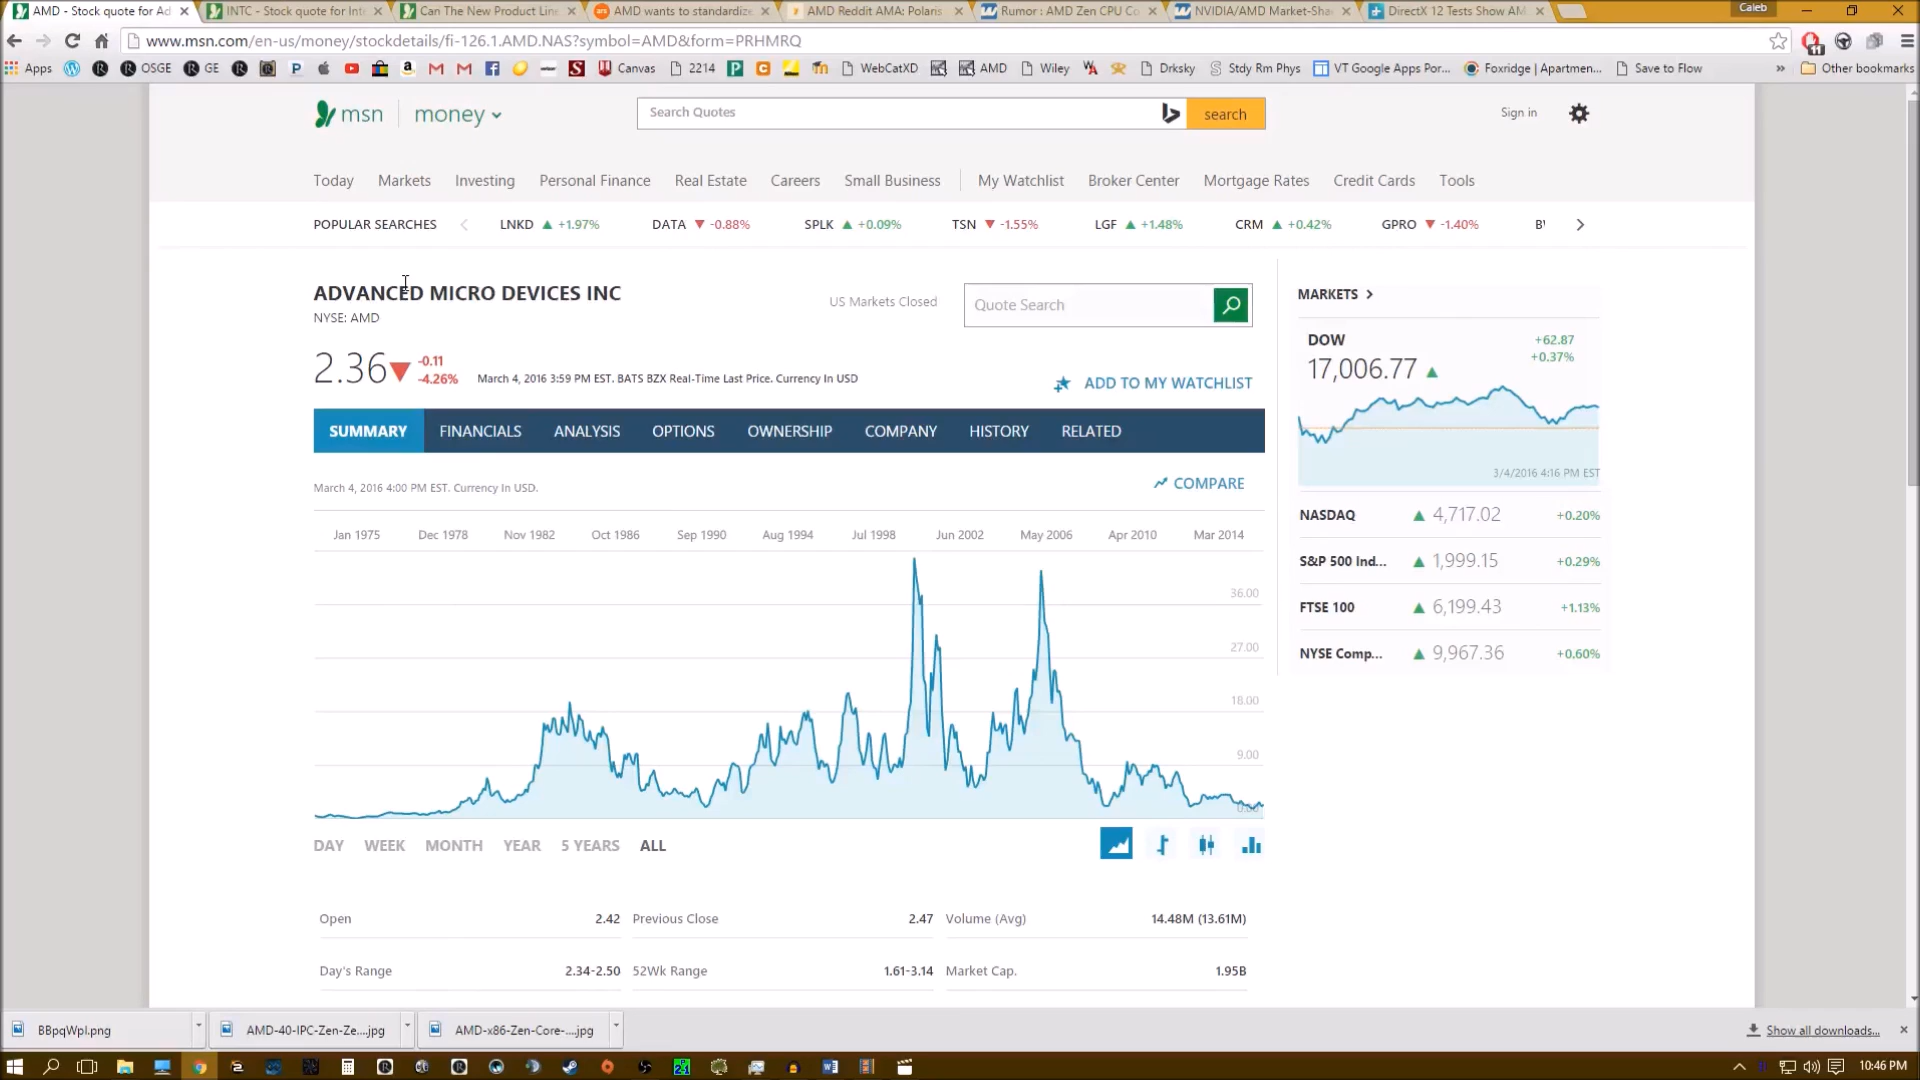 AMD - Stock quote for Ad
INTC - Stock quote for Int
Can The New Product Line
AMD wants to standardize
AMD Reddit AMA: Polaris
Rumor : AMD Zen CPU Co
NVIDIA/AMD Market-Sha
DirectX 12 Tests Show AM
Caleb
www.msn.com/en-us/money/stockdetails/fi-126.1.AMD.NAS?symbol=AMD&form=PRHMRQ
Apps OSGE GE Canvas 2214 WebCatXD AMD Wiley Drksky Stdy Rm Phys VT Google Apps Por... Foxridge | Apartmen... Save to Flow » Other bookmarks
msn money Search Quotes search Sign in
Today Markets Investing Personal Finance Real Estate Careers Small Business My Watchlist Broker Center Mortgage Rates Credit Cards Tools
POPULAR SEARCHES LNKD ▲ +1.97% DATA ▼ -0.88% SPLK ▲ +0.09% TSN ▼ -1.55% LGF ▲ +1.48% CRM ▲ +0.42% GPRO ▼ -1.40%
ADVANCED MICRO DEVICES INC
NYSE: AMD
US Markets Closed
Quote Search
2.36 ▼ -0.11
-4.26%
March 4, 2016 3:59 PM EST. BATS BZX Real-Time Last Price. Currency In USD
ADD TO MY WATCHLIST
SUMMARY FINANCIALS ANALYSIS OPTIONS OWNERSHIP COMPANY HISTORY RELATED
March 4, 2016 4:00 PM EST. Currency In USD.
COMPARE
Jan 1975 Dec 1978 Nov 1982 Oct 1986 Sep 1990 Aug 1994 Jul 1998 Jun 2002 May 2006 Apr 2010 Mar 2014
36.00
27.00
18.00
9.00
0.00
DAY WEEK MONTH YEAR 5 YEARS ALL
Open 2.42 Previous Close 2.47 Volume (Avg) 14.48M (13.61M)
Day's Range 2.34-2.50 52Wk Range 1.61-3.14 Market Cap. 1.95B
MARKETS
DOW +62.87
17,006.77 ▲ +0.37%
3/4/2016 4:16 PM EST
NASDAQ ▲ 4,717.02 +0.20%
S&P 500 Ind... ▲ 1,999.15 +0.29%
FTSE 100 ▲ 6,199.43 +1.13%
NYSE Comp... ▲ 9,967.36 +0.60%
BBpqWpl.png
AMD-40-IPC-Zen-Ze....jpg
AMD-x86-Zen-Core-....jpg
Show all downloads...
10:46 PM